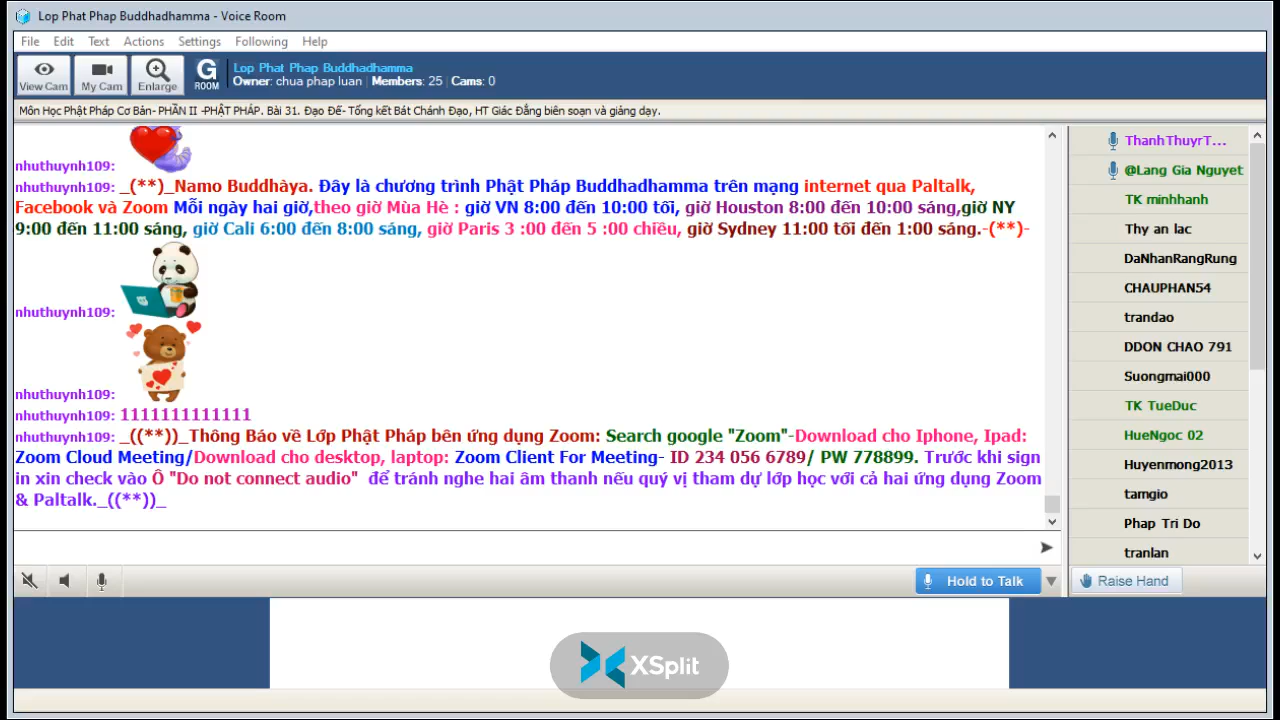 Lop Phat Phap Buddhadhamma - Voice Room
File Edit Text Actions Settings Following Help
View Cam My Cam Enlarge G ROOM
Lop Phat Phap Buddhadhamma
Owner: chua phap luan | Members: 25 | Cams: 0
Môn Học Phật Pháp Cơ Bản- PHẦN II -PHẬT PHÁP. Bài 31. Đạo Đế- Tổng kết Bát Chánh Đạo, HT Giác Đẳng biên soạn và giảng dạy.
nhuthuynh109:
nhuthuynh109: _(**)_Namo Buddhàya. Đây là chương trình Phật Pháp Buddhadhamma trên mạng internet qua Paltalk,
Facebook và Zoom Mỗi ngày hai giờ,theo giờ Mùa Hè : giờ VN 8:00 đến 10:00 tối, giờ Houston 8:00 đến 10:00 sáng,giờ NY
9:00 đến 11:00 sáng, giờ Cali 6:00 đến 8:00 sáng, giờ Paris 3 :00 đến 5 :00 chiều, giờ Sydney 11:00 tối đến 1:00 sáng.-(**)-
nhuthuynh109:
nhuthuynh109:
nhuthuynh109: 1111111111111
nhuthuynh109: _((**))_Thông Báo về Lớp Phật Pháp bên ứng dụng Zoom: Search google "Zoom"-Download cho Iphone, Ipad:
Zoom Cloud Meeting/Download cho desktop, laptop: Zoom Client For Meeting- ID 234 056 6789/ PW 778899. Trước khi sign
in xin check vào Ô "Do not connect audio" để tránh nghe hai âm thanh nếu quý vị tham dự lớp học với cả hai ứng dụng Zoom
& Paltalk._((**))_
ThanhThuyrT...
@Lang Gia Nguyet
TK minhhanh
Thy an lac
DaNhanRangRung
CHAUPHAN54
trandao
DDON CHAO 791
Suongmai000
TK TueDuc
HueNgoc 02
Huyenmong2013
tamgio
Phap Tri Do
tranlan
Hold to Talk
Raise Hand
XSplit